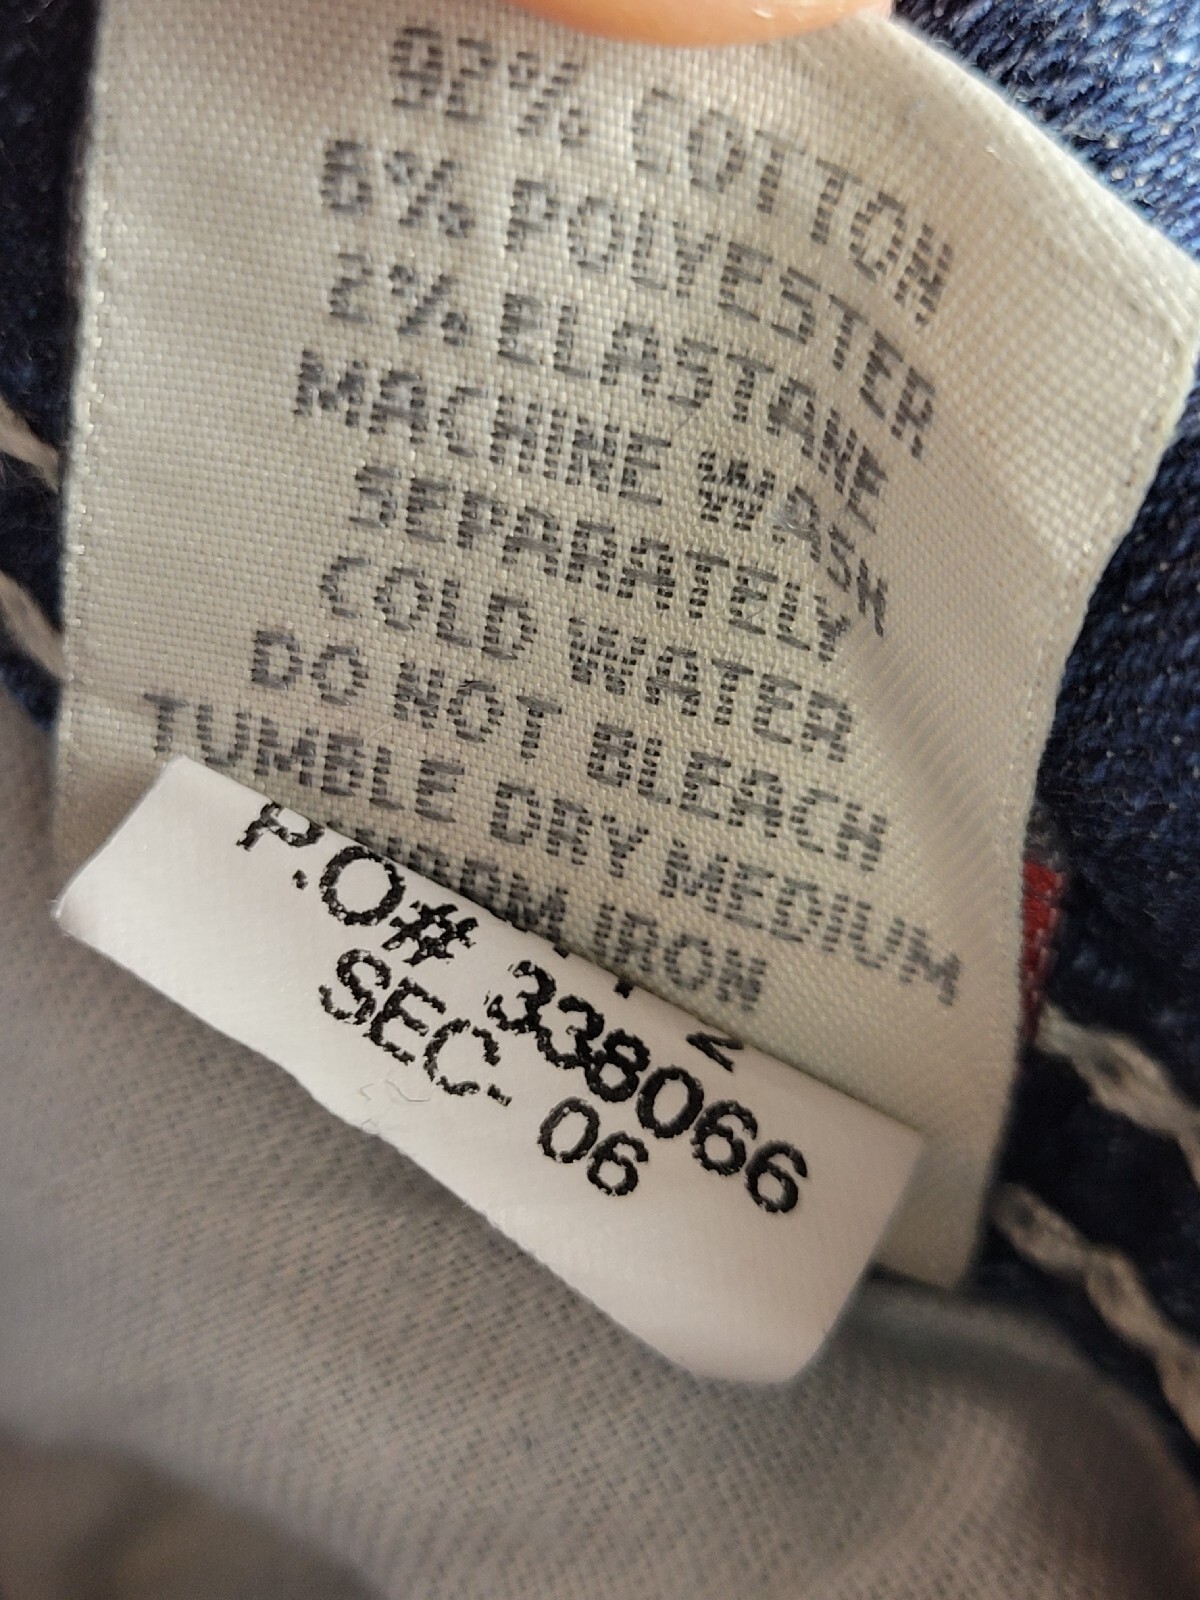 92% COTTON
6% POLYESTER
2% ELASTANE
MACHINE WASH
SEPARATELY
COLD WATER
DO NOT BLEACH
TUMBLE DRY MEDIUM
IRON
P.O# 338066
SEC- 06